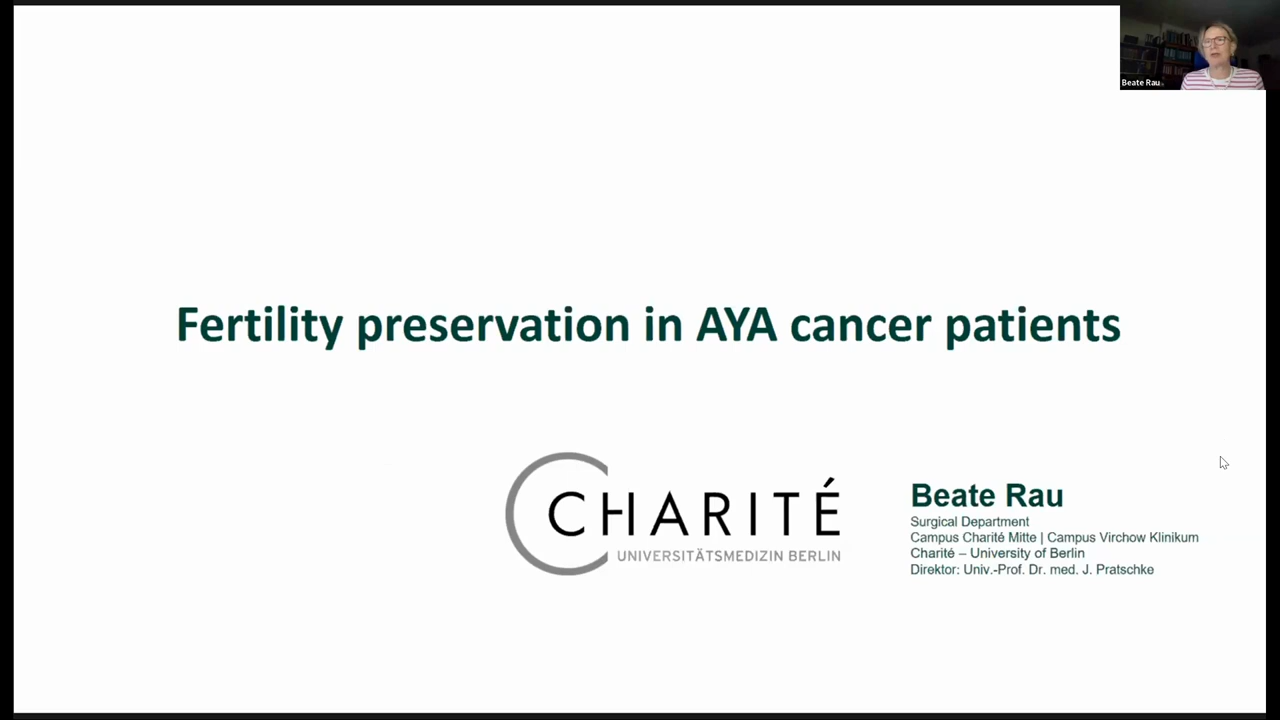 Beate Rau
Fertility preservation in AYA cancer patients
CHARITÉ
UNIVERSITÄTSMEDIZIN BERLIN
Beate Rau
Surgical Department
Campus Charité Mitte | Campus Virchow Klinikum
Charité – University of Berlin
Direktor: Univ.-Prof. Dr. med. J. Pratschke